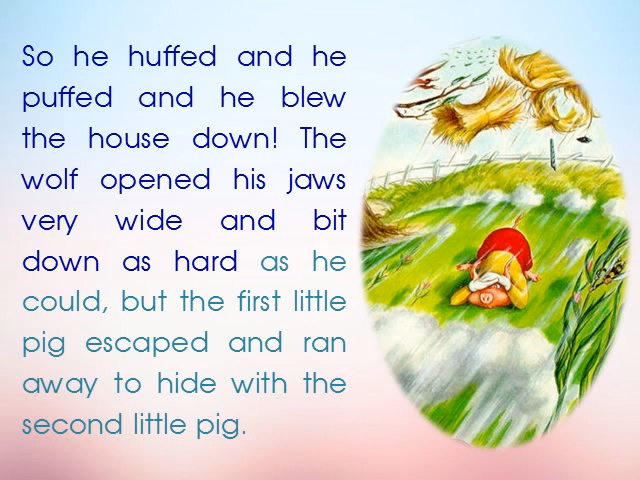 So he huffed and he
puffed and he blew
the house down! The
wolf opened his jaws
very wide and bit
down as hard as he
could, but the first little
pig escaped and ran
away to hide with the
second little pig.